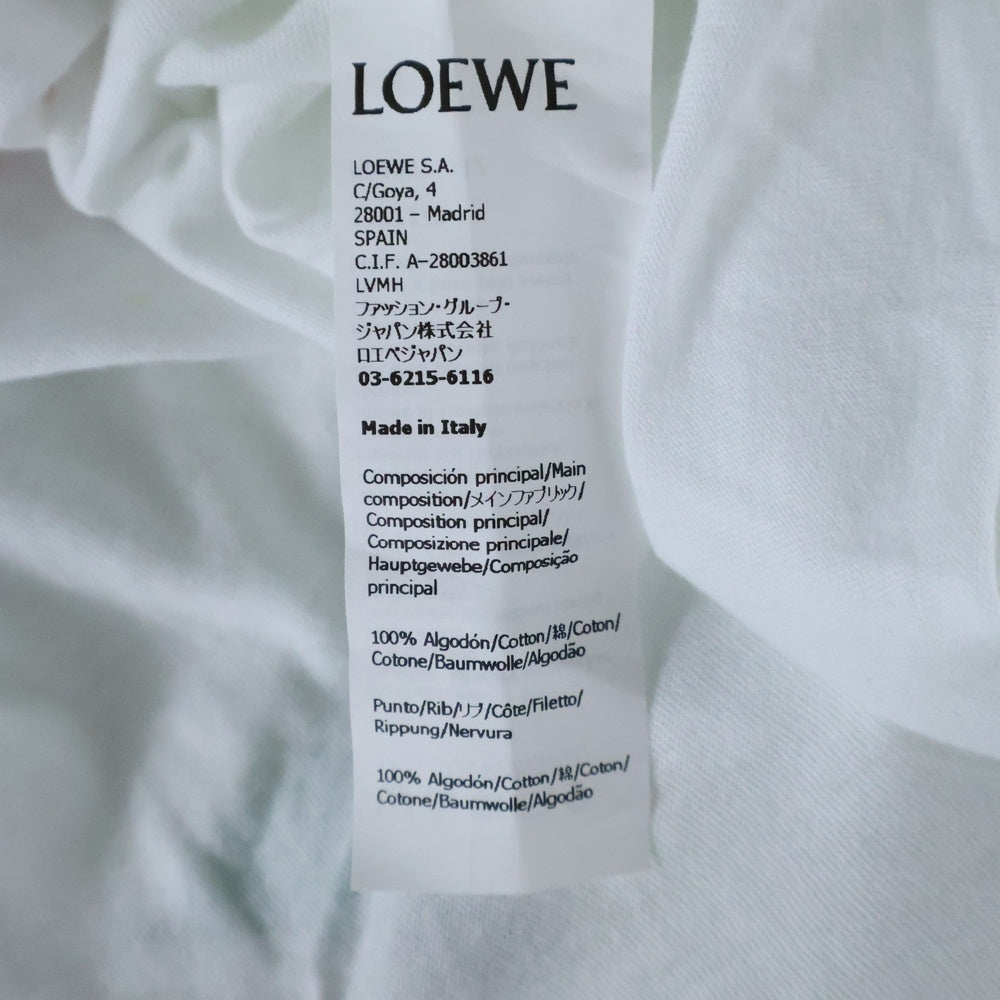 LOEWE
LOEWE S.A.
C/Goya, 4
28001 – Madrid
SPAIN
C.I.F. A-28003861
LVMH
ファッション・グループ・
ジャパン株式会社
ロエベジャパン
03-6215-6116
Made in Italy
Composición principal/Main
composition/メインファブリック/
Composition principal/
Composizione principale/
Hauptgewebe/Composição
principal
100% Algodón/Cotton/綿/Coton/
Cotone/Baumwolle/Algodão
Punto/Rib/リブ/Côte/Filetto/
Rippung/Nervura
100% Algodón/Cotton/綿/Coton/
Cotone/Baumwolle/Algodão